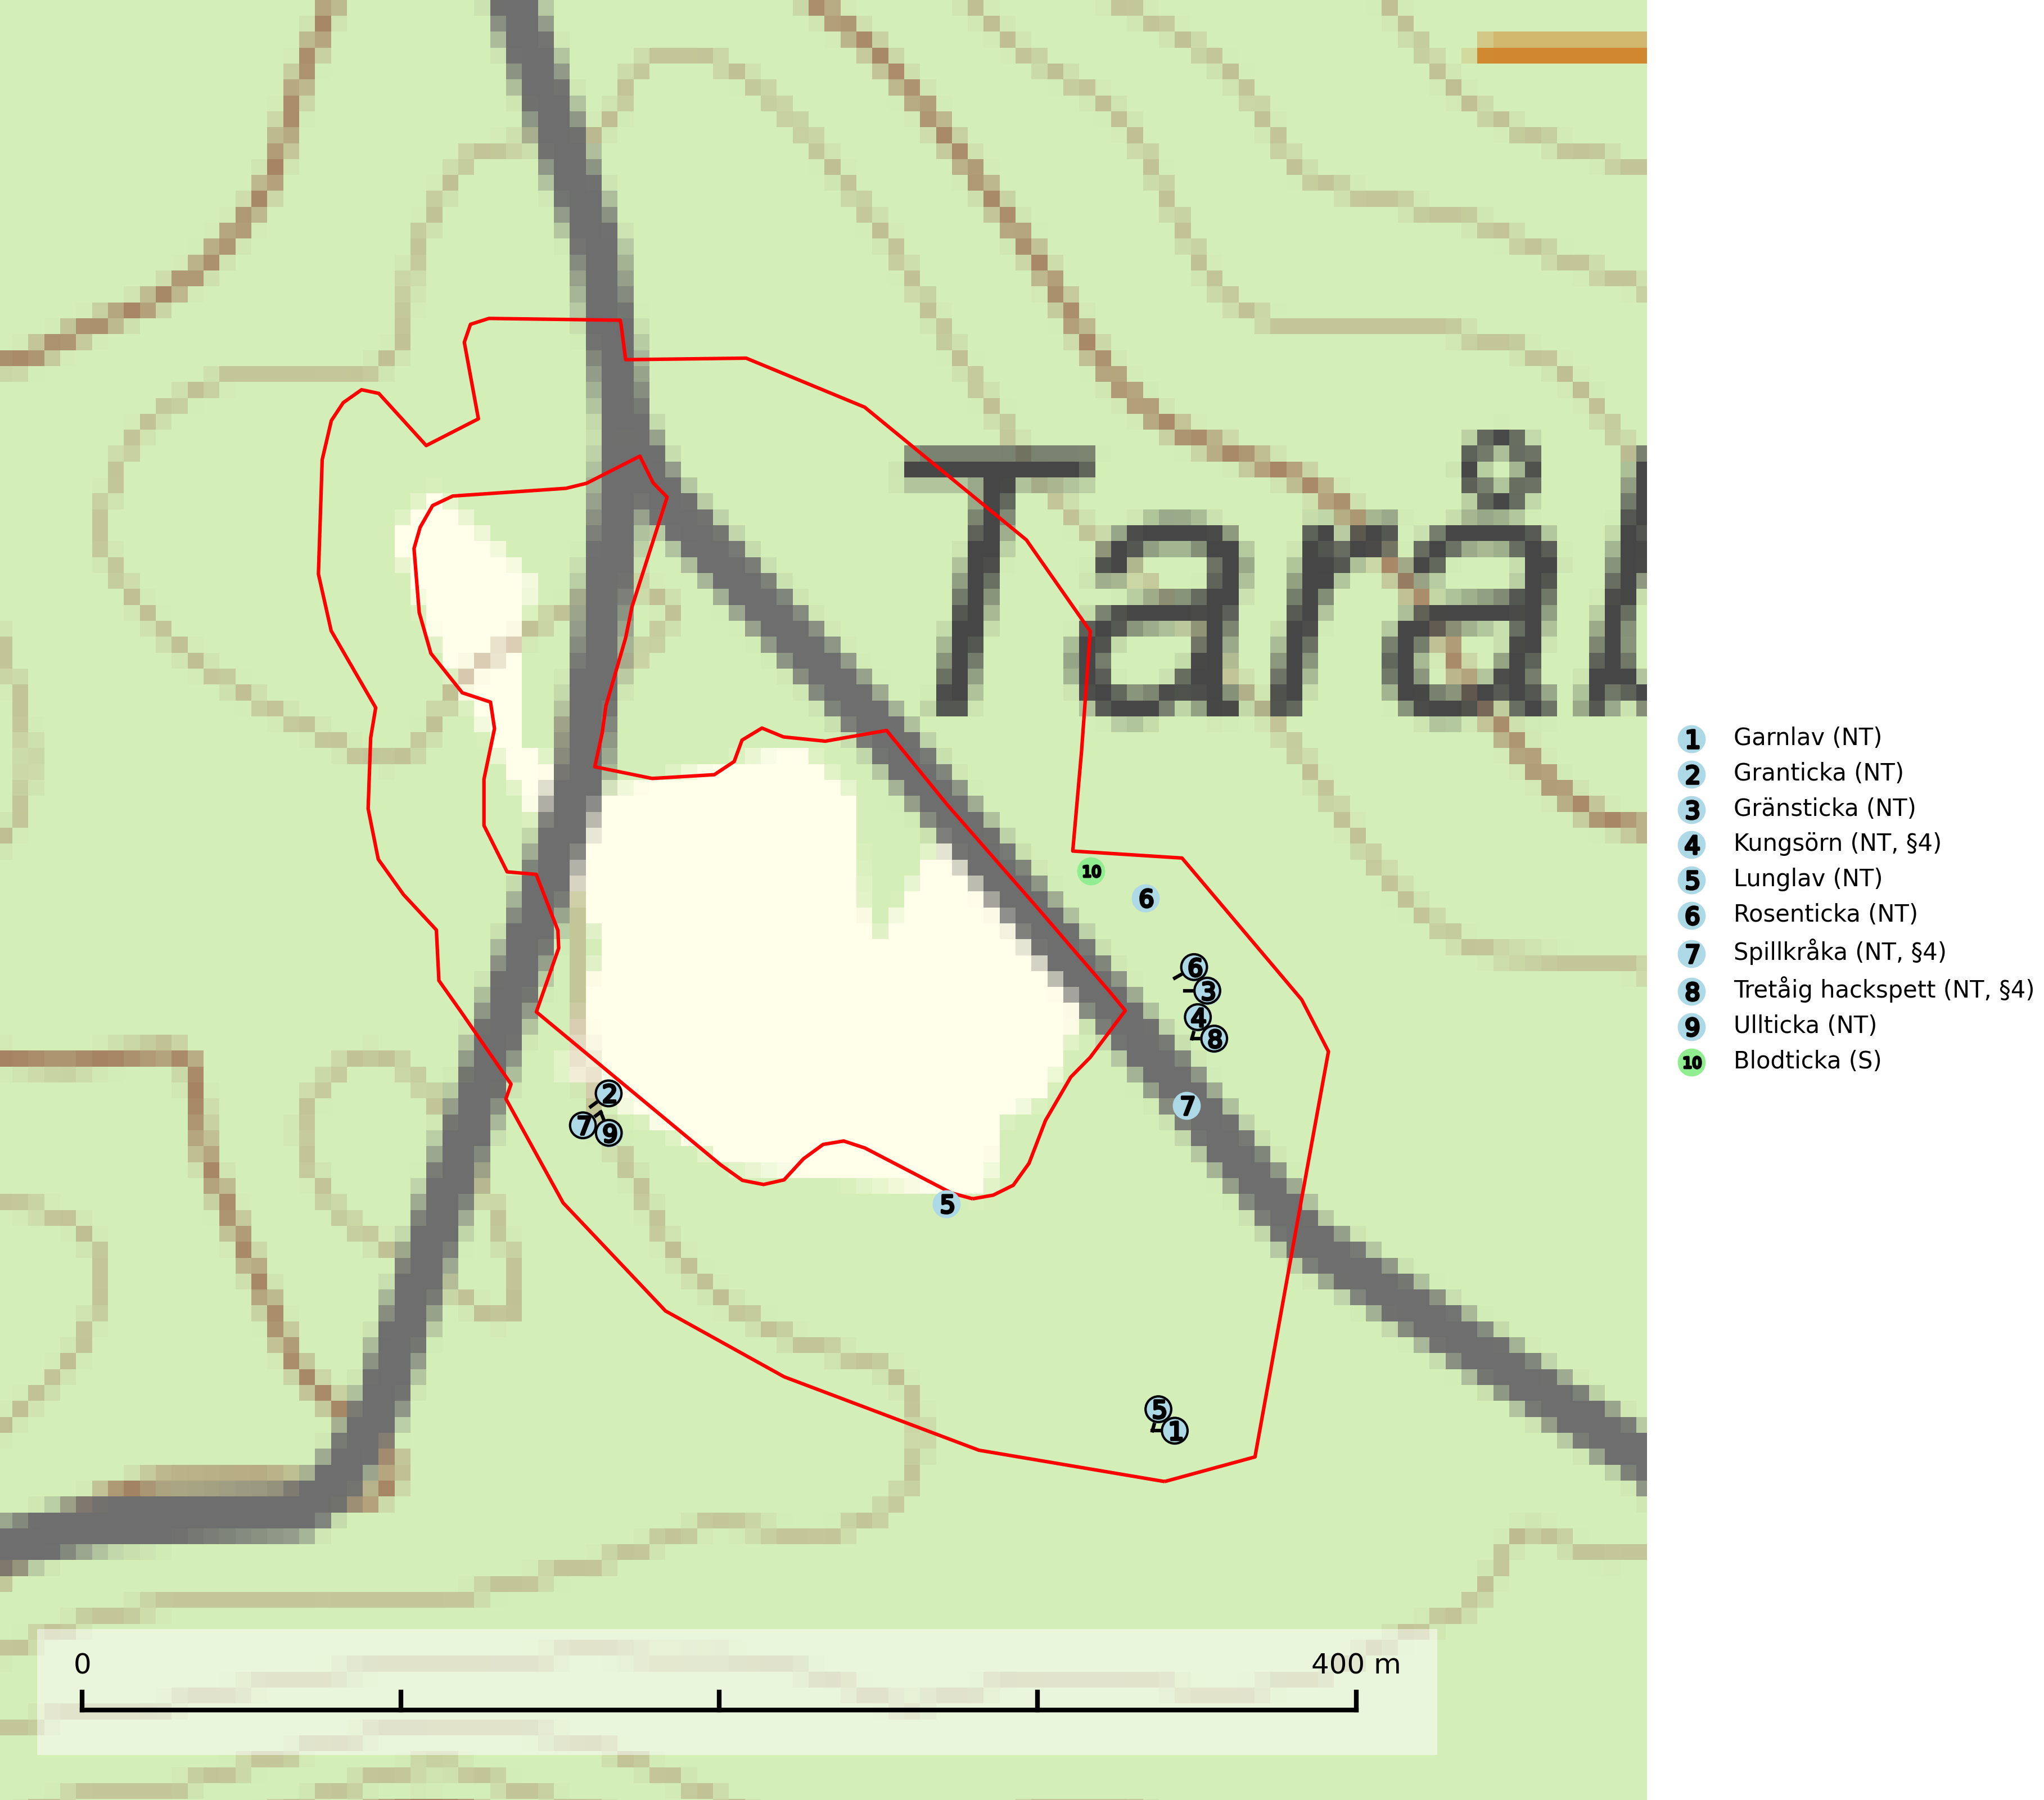 Tarål
10
6
6
3
4
8
7
2
7
9
5
5
1
0 400 m
1 Garnlav (NT)
2 Granticka (NT)
3 Gränsticka (NT)
4 Kungsörn (NT, §4)
5 Lunglav (NT)
6 Rosenticka (NT)
7 Spillkråka (NT, §4)
8 Tretåig hackspett (NT, §4)
9 Ullticka (NT)
10 Blodticka (S)